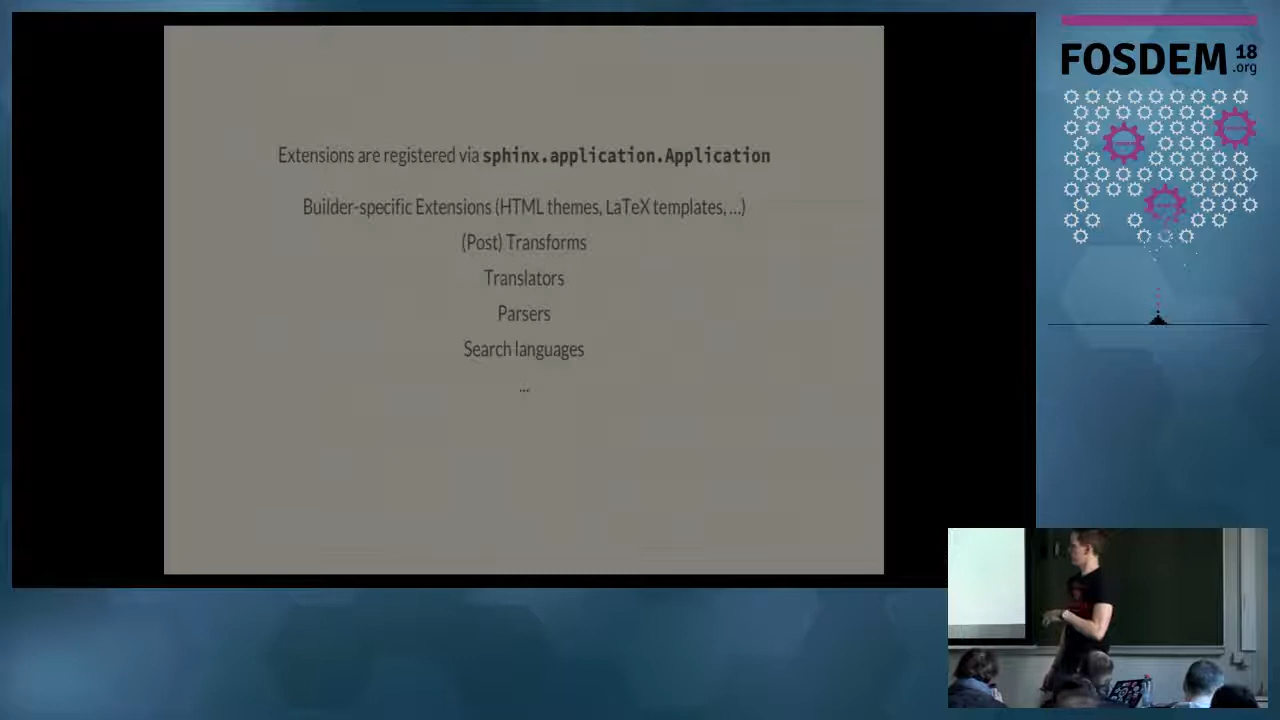 Extensions are registered via sphinx.application.Application
Builder-specific Extensions (HTML themes, LaTeX templates, ...)
(Post) Transforms
Translators
Parsers
Search languages
...
FOSDEM 18
.org